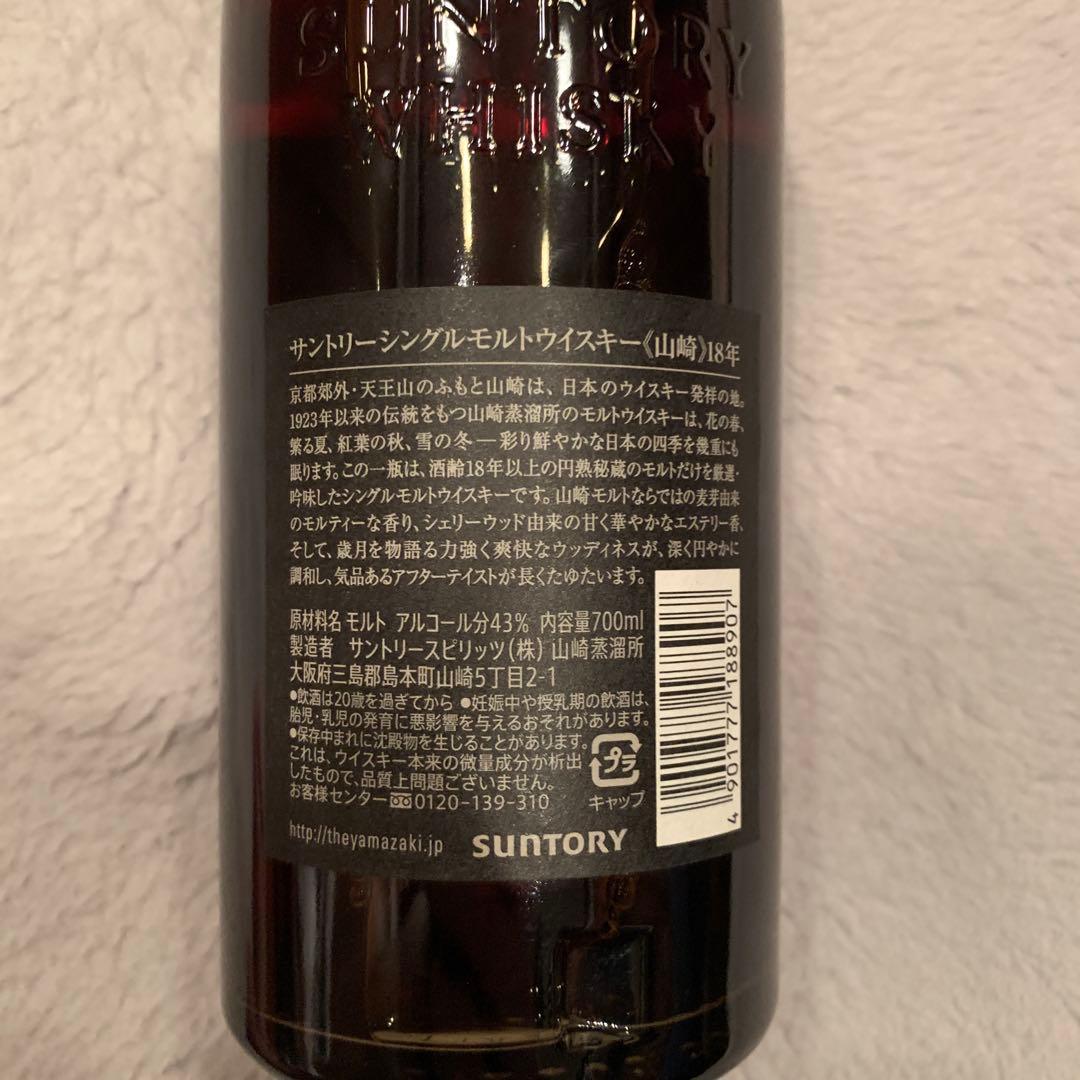 SUNTORY
WHISKY
サントリーシングルモルトウイスキー《山崎》18年
京都郊外・天王山のふもと山崎は、日本のウイスキー発祥の地。
1923年以来の伝統をもつ山崎蒸溜所のモルトウイスキーは、花の春、
繁る夏、紅葉の秋、雪の冬―彩り鮮やかな日本の四季を幾重にも
眠ります。この一瓶は、酒齢18年以上の円熟秘蔵のモルトだけを厳選・
吟味したシングルモルトウイスキーです。山崎モルトならではの麦芽由来
のモルティーな香り、シェリーウッド由来の甘く華やかなエステリー香、
そして、歳月を物語る力強く爽快なウッディネスが、深く円やかに
調和し、気品あるアフターテイストが長くたゆたいます。
原材料名 モルト アルコール分43% 内容量700ml
製造者 サントリースピリッツ(株) 山崎蒸溜所
大阪府三島郡島本町山崎5丁目2-1
●飲酒は20歳を過ぎてから ●妊娠中や授乳期の飲酒は、
胎児・乳児の発育に悪影響を与えるおそれがあります。
●保存中まれに沈殿物を生じることがあります。
これは、ウイスキー本来の微量成分が析出
したもので、品質上問題ございません。
お客様センター 0120-139-310
プラ
キャップ
http://theyamazaki.jp
SUNTORY
4 901777 188907